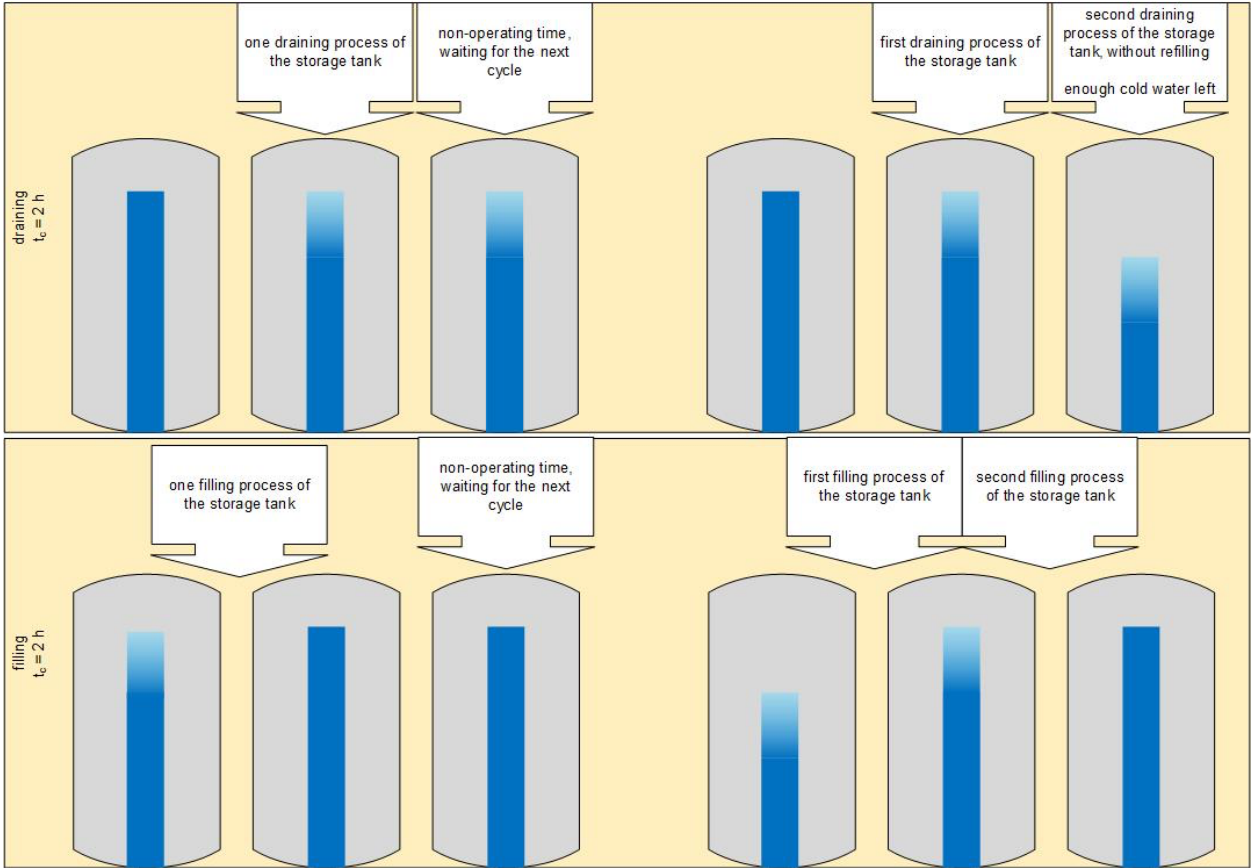 one draining process of
the storage tank
non-operating time,
waiting for the next
cycle
first draining process of
the storage tank
second draining
process of the storage
tank, without refilling
enough cold water left
draining
t_c = 2 h
one filling process of
the storage tank
non-operating time,
waiting for the next
cycle
first filling process of
the storage tank
second filling process
of the storage tank
filling
t_c = 2 h